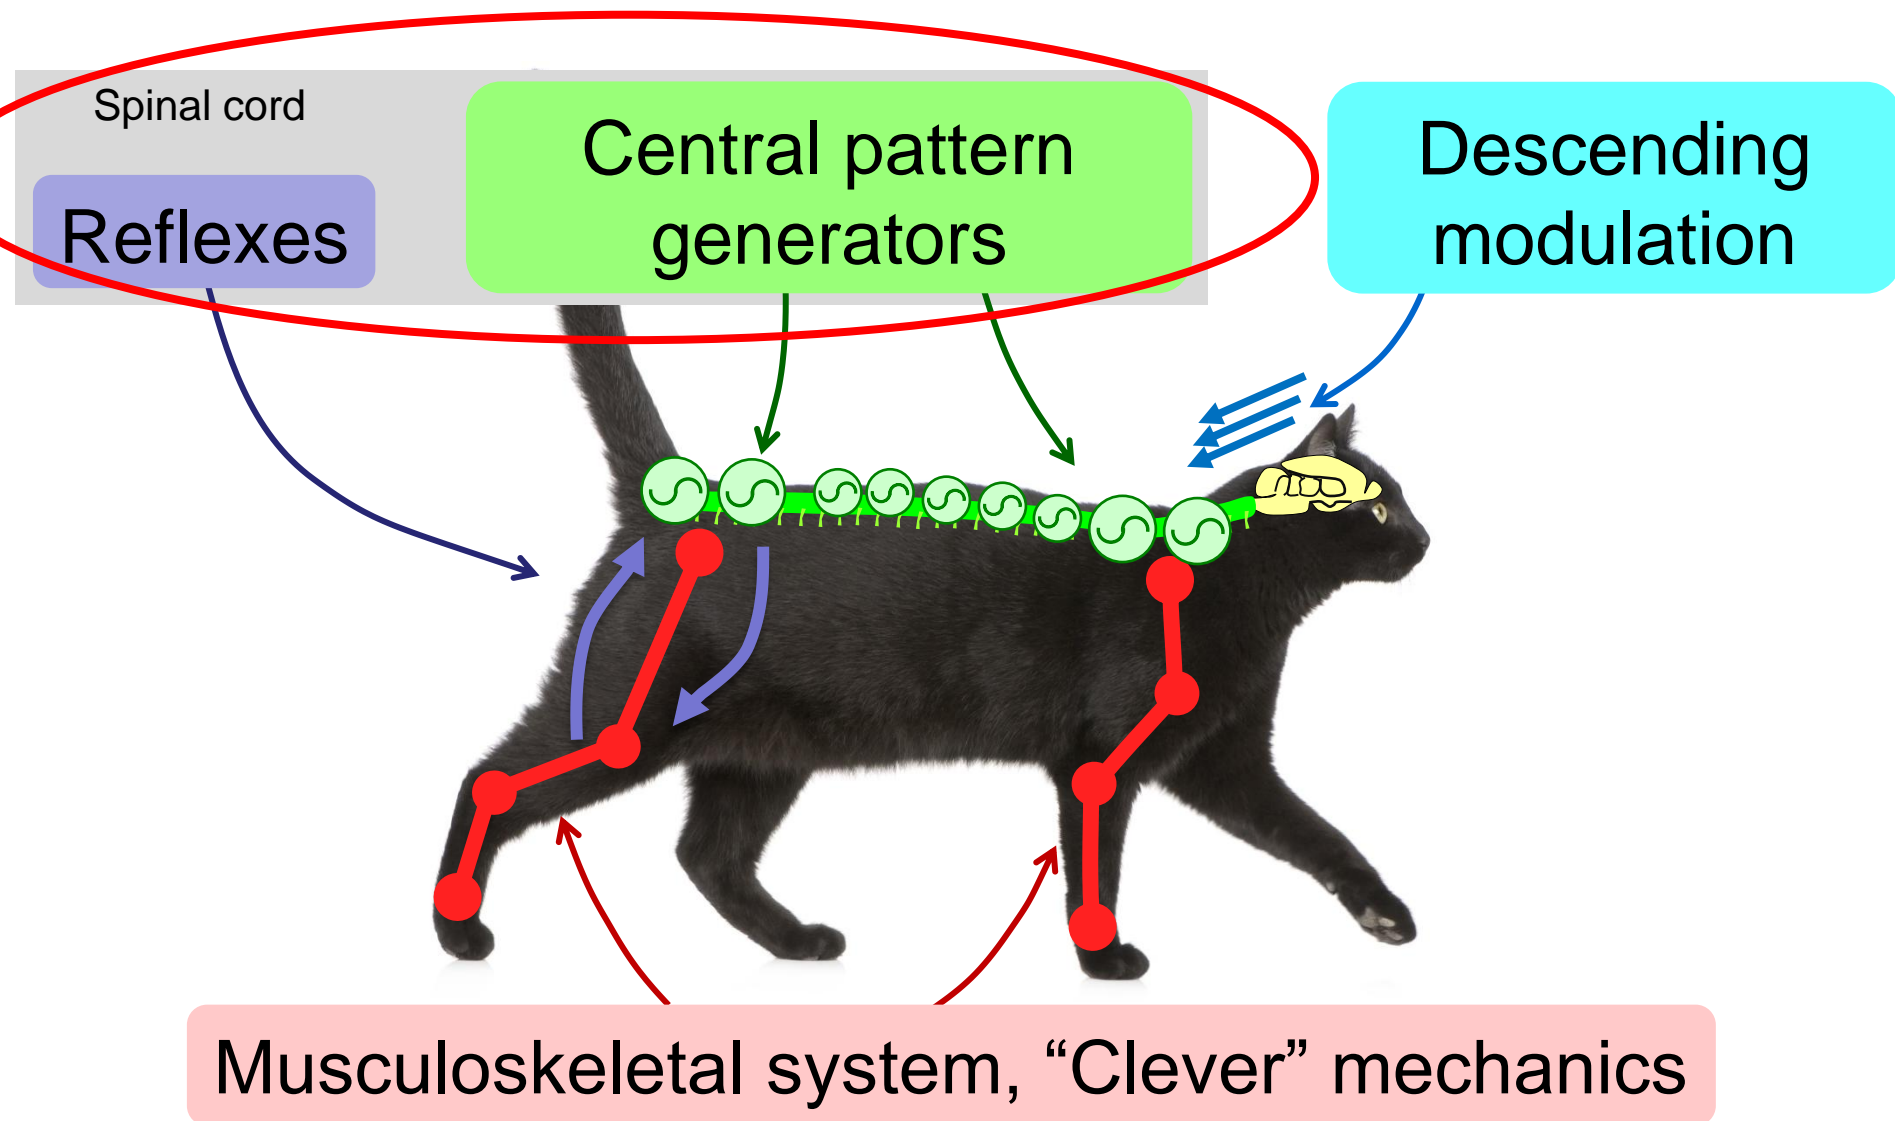 Spinal cord
Reflexes
Central pattern
generators
Descending
modulation
Musculoskeletal system, “Clever” mechanics